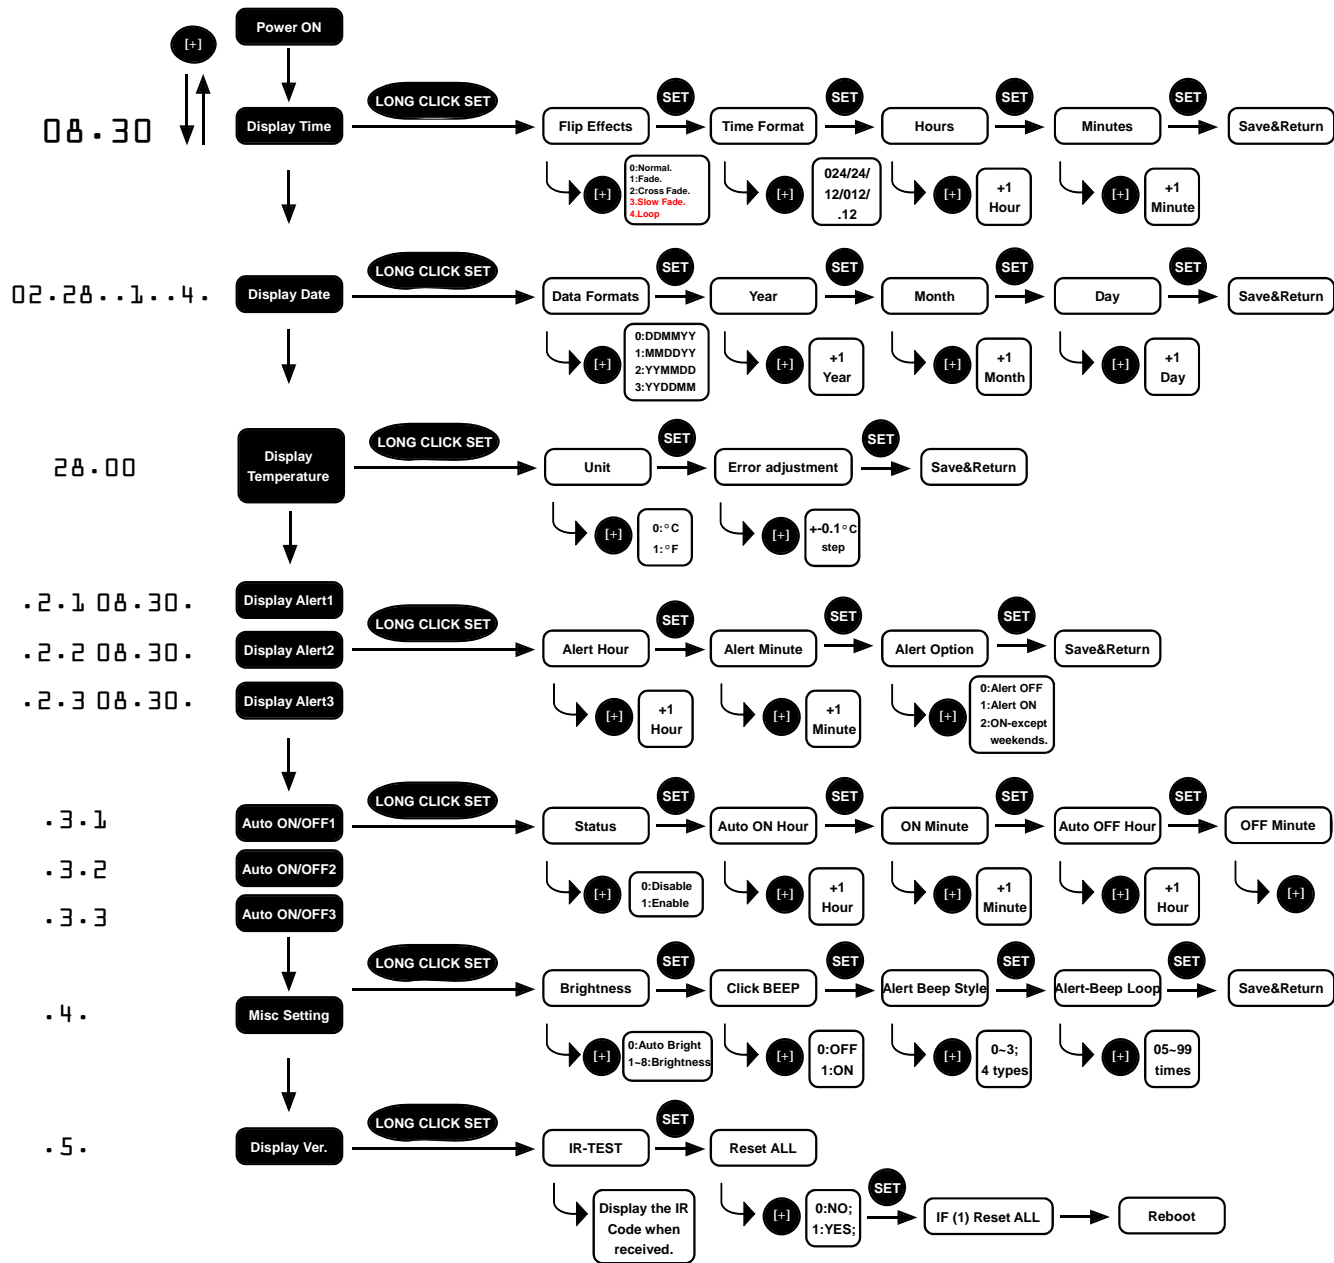 Power ON
[+]
LONG CLICK SET
SET
SET
SET
SET
08.30
Display Time
Flip Effects
Time Format
Hours
Minutes
Save&Return
[+]
0:Normal.
1:Fade.
2:Cross Fade.
3.Slow Fade.
4.Loop
[+]
024/24/
12/012/
.12
[+]
+1
Hour
[+]
+1
Minute
LONG CLICK SET
SET
SET
SET
SET
02.28..1..4.
Display Date
Data Formats
Year
Month
Day
Save&Return
[+]
0:DDMMYY
1:MMDDYY
2:YYMMDD
3:YYDDMM
[+]
+1
Year
[+]
+1
Month
[+]
+1
Day
LONG CLICK SET
SET
SET
28.00
Display
Temperature
Unit
Error adjustment
Save&Return
[+]
0:°C
1:°F
[+]
+-0.1°C
step
.2.1 08.30.
Display Alert1
.2.2 08.30.
Display Alert2
.2.3 08.30.
Display Alert3
LONG CLICK SET
SET
SET
SET
Alert Hour
Alert Minute
Alert Option
Save&Return
[+]
+1
Hour
[+]
+1
Minute
[+]
0:Alert OFF
1:Alert ON
2:ON-except
weekends.
LONG CLICK SET
SET
SET
SET
SET
.3.1
Auto ON/OFF1
.3.2
Auto ON/OFF2
.3.3
Auto ON/OFF3
Status
Auto ON Hour
ON Minute
Auto OFF Hour
OFF Minute
[+]
0:Disable
1:Enable
[+]
+1
Hour
[+]
+1
Minute
[+]
+1
Hour
[+]
LONG CLICK SET
SET
SET
SET
SET
.4.
Misc Setting
Brightness
Click BEEP
Alert Beep Style
Alert-Beep Loop
Save&Return
[+]
0:Auto Bright
1~8:Brightness
[+]
0:OFF
1:ON
[+]
0~3;
4 types
[+]
05~99
times
LONG CLICK SET
SET
.5.
Display Ver.
IR-TEST
Reset ALL
Display the IR
Code when
received.
[+]
0:NO;
1:YES;
SET
IF (1) Reset ALL
Reboot